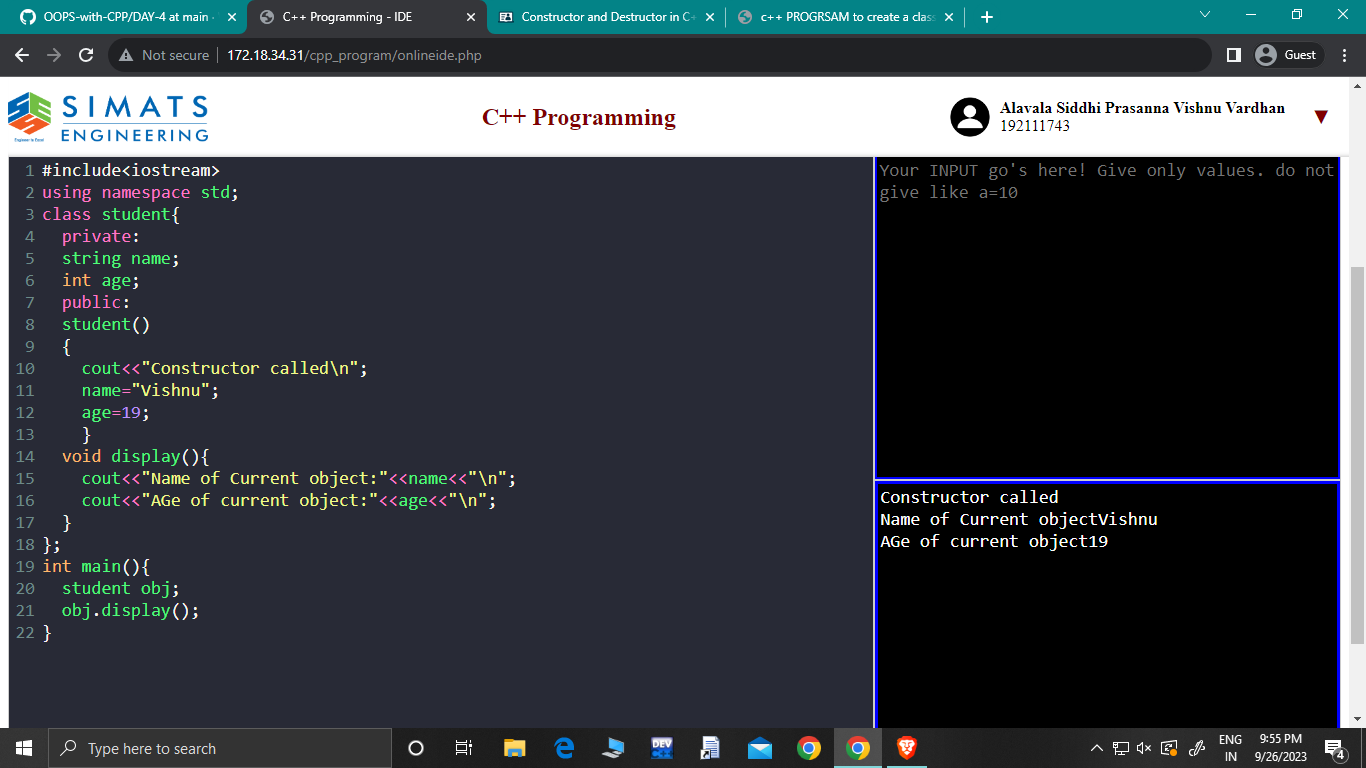 OOPS-with-CPP/DAY-4 at main
C++ Programming - IDE
Constructor and Destructor in C+
c++ PROGRSAM to create a clas
Not secure
172.18.34.31/cpp_program/onlineide.php
Guest
SIMATS
ENGINEERING
Engineer to Excel
C++ Programming
Alavala Siddhi Prasanna Vishnu Vardhan
192111743
1 #include<iostream>
2 using namespace std;
3 class student{
4 private:
5 string name;
6 int age;
7 public:
8 student()
9 {
10 cout<<"Constructor called\n";
11 name="Vishnu";
12 age=19;
13 }
14 void display(){
15 cout<<"Name of Current object:"<<name<<"\n";
16 cout<<"AGe of current object:"<<age<<"\n";
17 }
18 };
19 int main(){
20 student obj;
21 obj.display();
22 }
Your INPUT go's here! Give only values. do not
give like a=10
Constructor called
Name of Current objectVishnu
AGe of current object19
Type here to search
DEV
ENG
IN
9:55 PM
9/26/2023
4